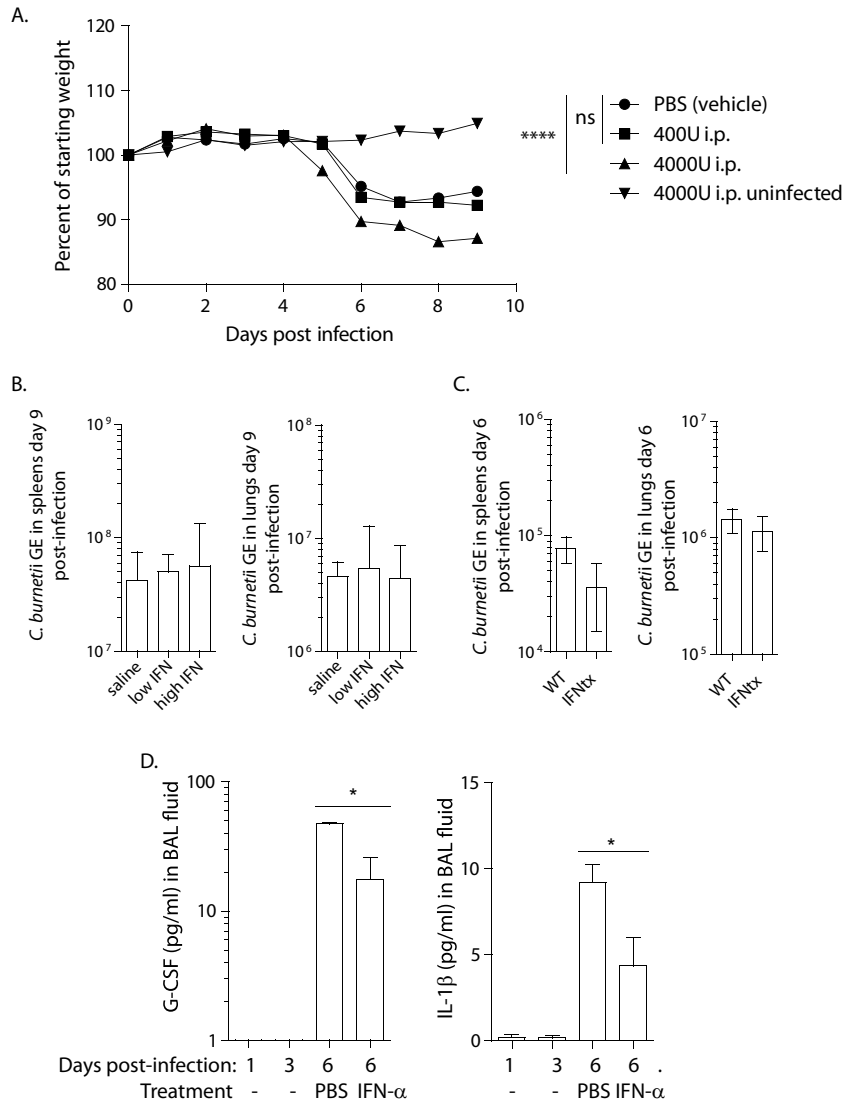 A.
120
110
100
90
80
Percent of starting weight
0 2 4 6 8 10
Days post infection
**** ns
PBS (vehicle)
400U i.p.
4000U i.p.
4000U i.p. uninfected
B.
C. burnetii GE in spleens day 9
post-infection
10⁹
10⁸
10⁷
saline low IFN high IFN
C. burnetii GE in lungs day 9
post-infection
10⁸
10⁷
10⁶
saline low IFN high IFN
C.
C. burnetii GE in spleens day 6
post-infection
10⁶
10⁵
10⁴
WT IFNtx
C. burnetii GE in lungs day 6
post-infection
10⁷
10⁶
10⁵
WT IFNtx
D.
G-CSF (pg/ml) in BAL fluid
100
10
1
*
IL-1β (pg/ml) in BAL fluid
15
10
5
0
*
Days post-infection: 1 3 6 6 1 3 6 6 .
Treatment - - PBS IFN-α - - PBS IFN-α